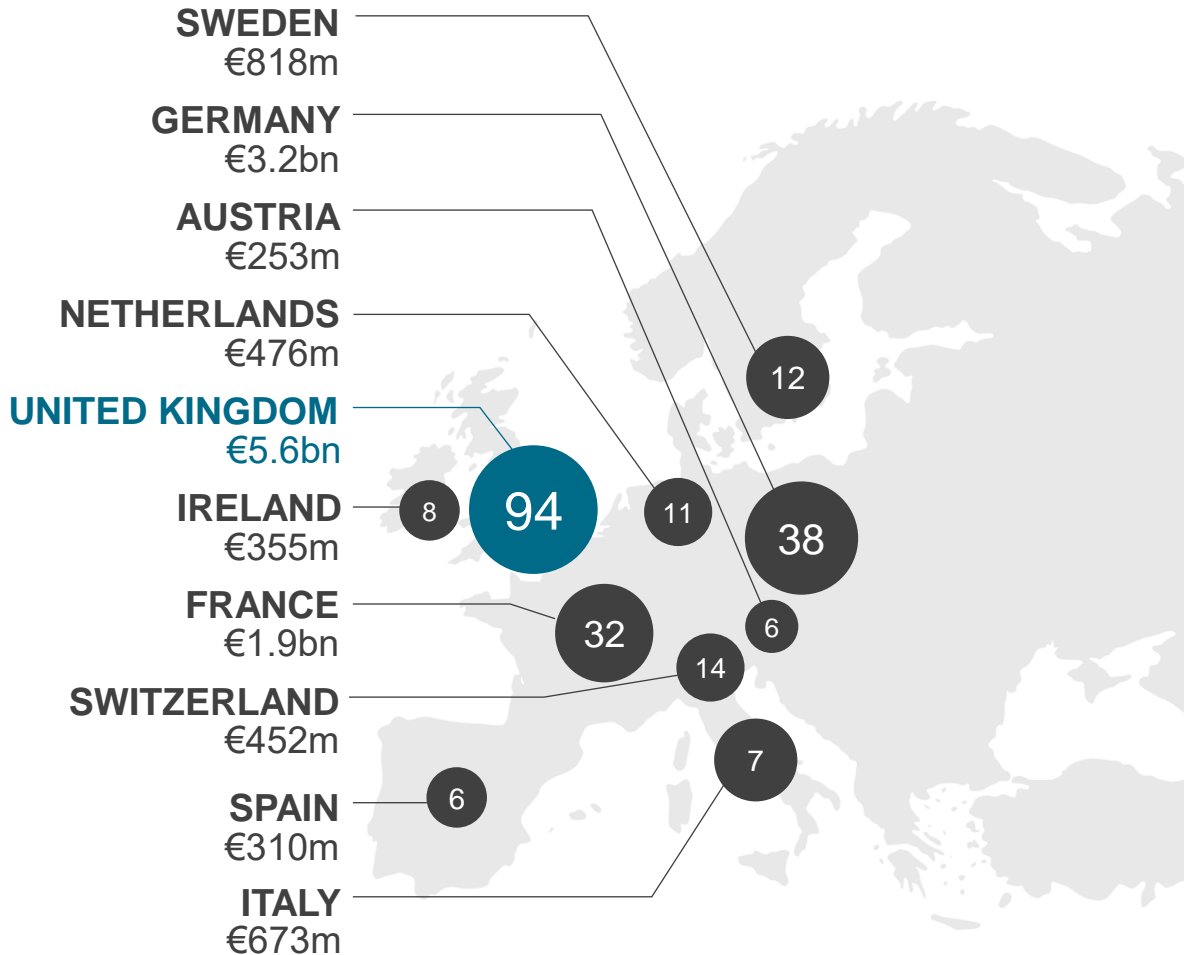 SWEDEN
€818m
GERMANY
€3.2bn
AUSTRIA
€253m
NETHERLANDS
€476m
UNITED KINGDOM
€5.6bn
IRELAND
€355m
FRANCE
€1.9bn
SWITZERLAND
€452m
SPAIN
€310m
ITALY
€673m
12
8
94
11
38
32
6
14
7
6